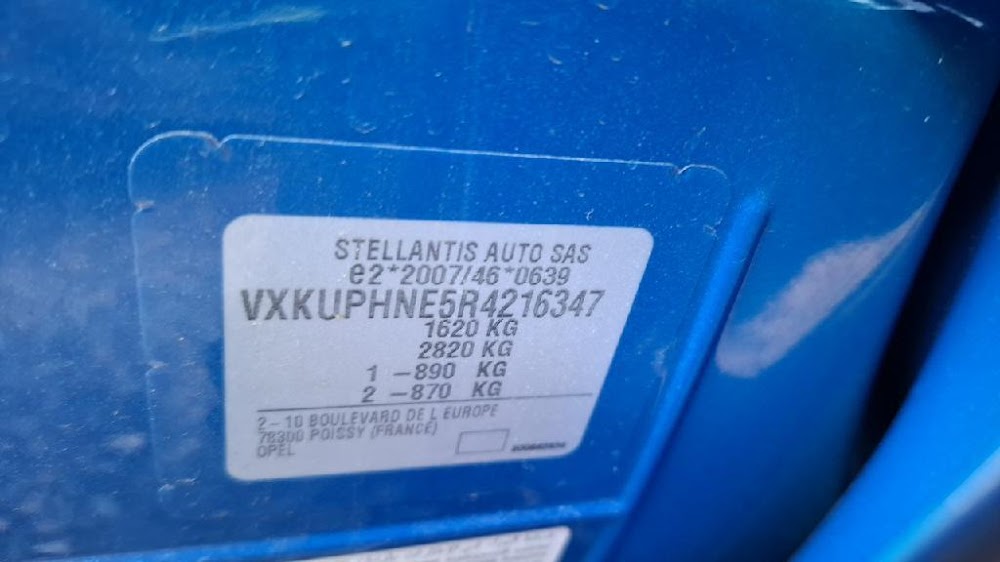 STELLANTIS AUTO SAS
e2*2007/46*0639
VXKUPHNE5R4216347
1620 KG
2820 KG
1 -890 KG
2 -870 KG
2-10 BOULEVARD DE L EUROPE
78300 POISSY (FRANCE)
OPEL